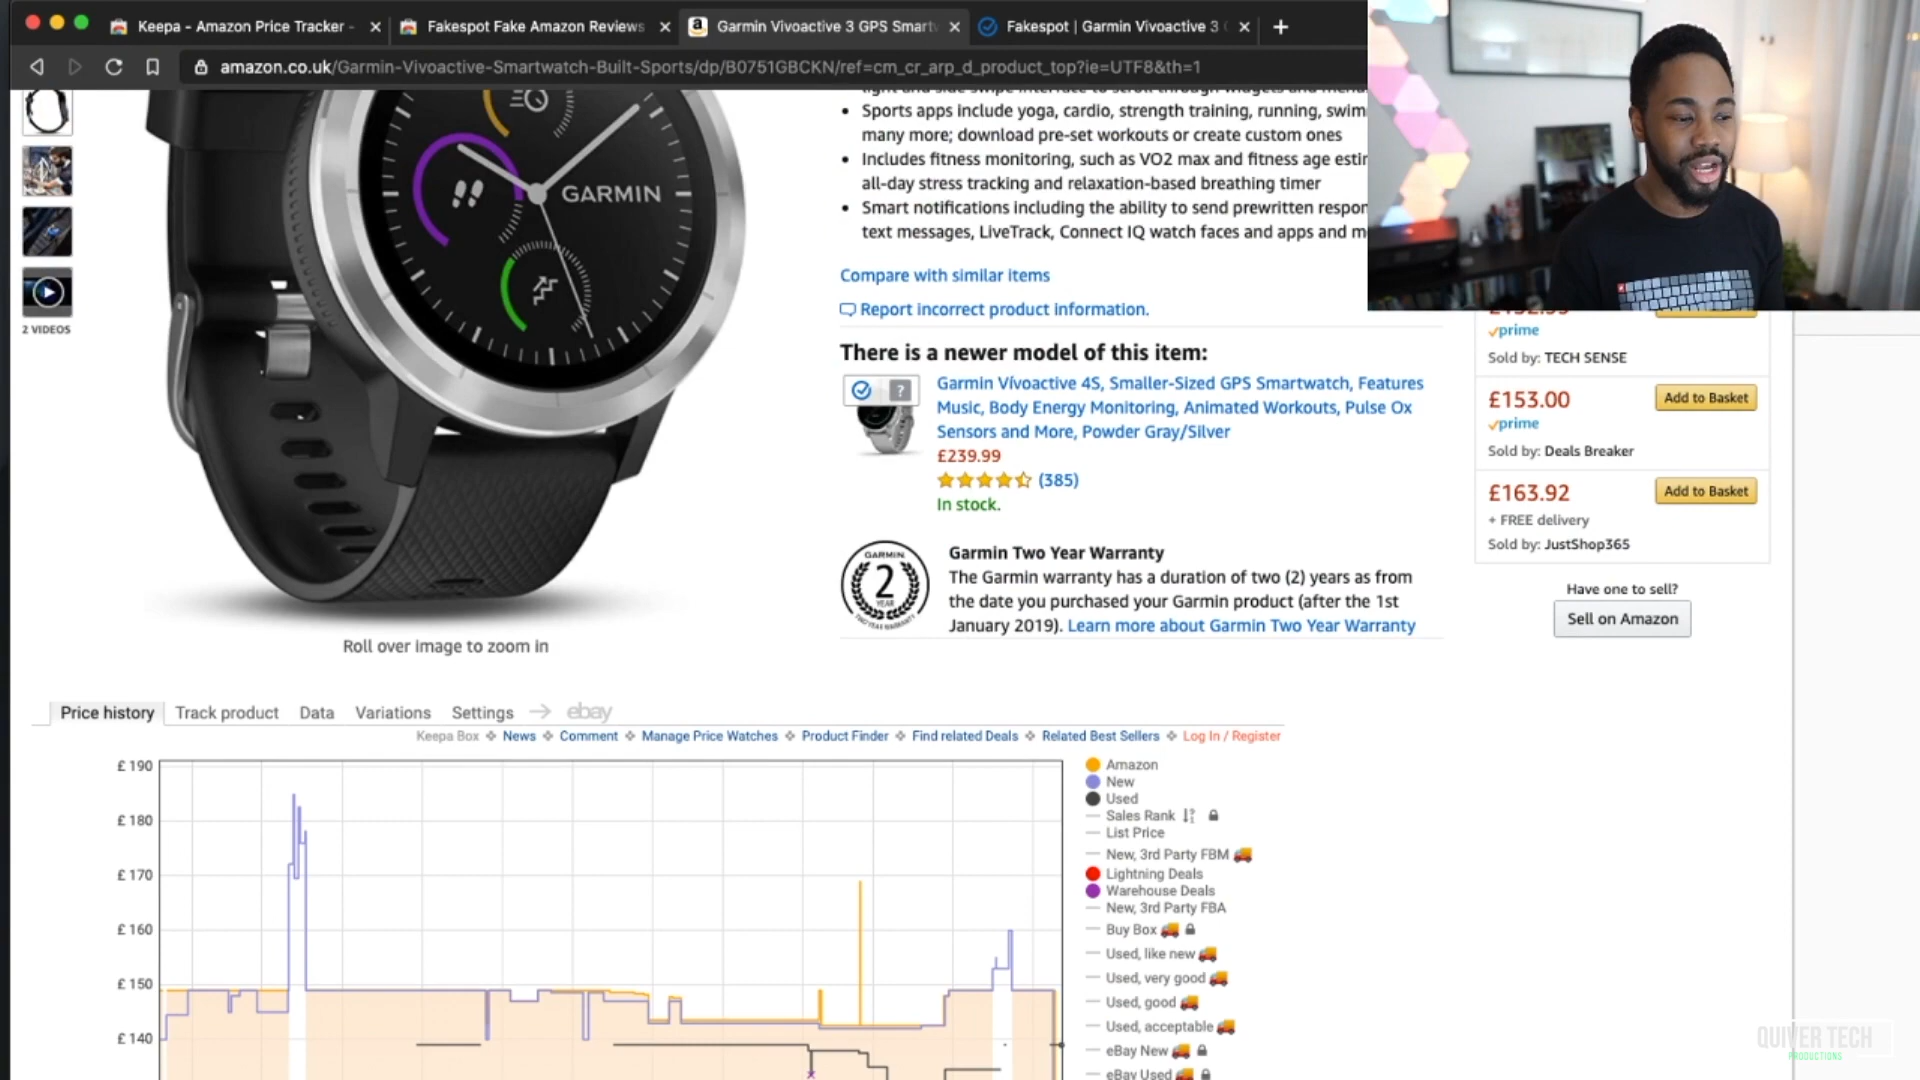 Keepa - Amazon Price Tracker -
Fakespot Fake Amazon Reviews
Garmin Vivoactive 3 GPS Smart
Fakespot | Garmin Vivoactive 3
amazon.co.uk/Garmin-Vivoactive-Smartwatch-Built-Sports/dp/B0751GBCKN/ref=cm_cr_arp_d_product_top?ie=UTF8&th=1
• Sports apps include yoga, cardio, strength training, running, swim
many more; download pre-set workouts or create custom ones
• Includes fitness monitoring, such as VO2 max and fitness age esti
all-day stress tracking and relaxation-based breathing timer
• Smart notifications including the ability to send prewritten respon
text messages, LiveTrack, Connect IQ watch faces and apps and m
GARMIN
2 VIDEOS
Compare with similar items
Report incorrect product information.
There is a newer model of this item:
?
Garmin Vívoactive 4S, Smaller-Sized GPS Smartwatch, Features
Music, Body Energy Monitoring, Animated Workouts, Pulse Ox
Sensors and More, Powder Gray/Silver
£239.99
(385)
In stock.
GARMIN
2
YEAR
Garmin Two Year Warranty
The Garmin warranty has a duration of two (2) years as from
the date you purchased your Garmin product (after the 1st
January 2019). Learn more about Garmin Two Year Warranty
prime
Sold by: TECH SENSE
£153.00
Add to Basket
prime
Sold by: Deals Breaker
£163.92
Add to Basket
+ FREE delivery
Sold by: JustShop365
Have one to sell?
Sell on Amazon
Roll over image to zoom in
Price history Track product Data Variations Settings ebay
Keepa Box News Comment Manage Price Watches Product Finder Find related Deals Related Best Sellers Log In / Register
£ 190
£ 180
£ 170
£ 160
£ 150
£ 140
Amazon
New
Used
Sales Rank
List Price
New, 3rd Party FBM
Lightning Deals
Warehouse Deals
New, 3rd Party FBA
Buy Box
Used, like new
Used, very good
Used, good
Used, acceptable
eBay New
eBay Used
QUIVER TECH
PRODUCTIONS